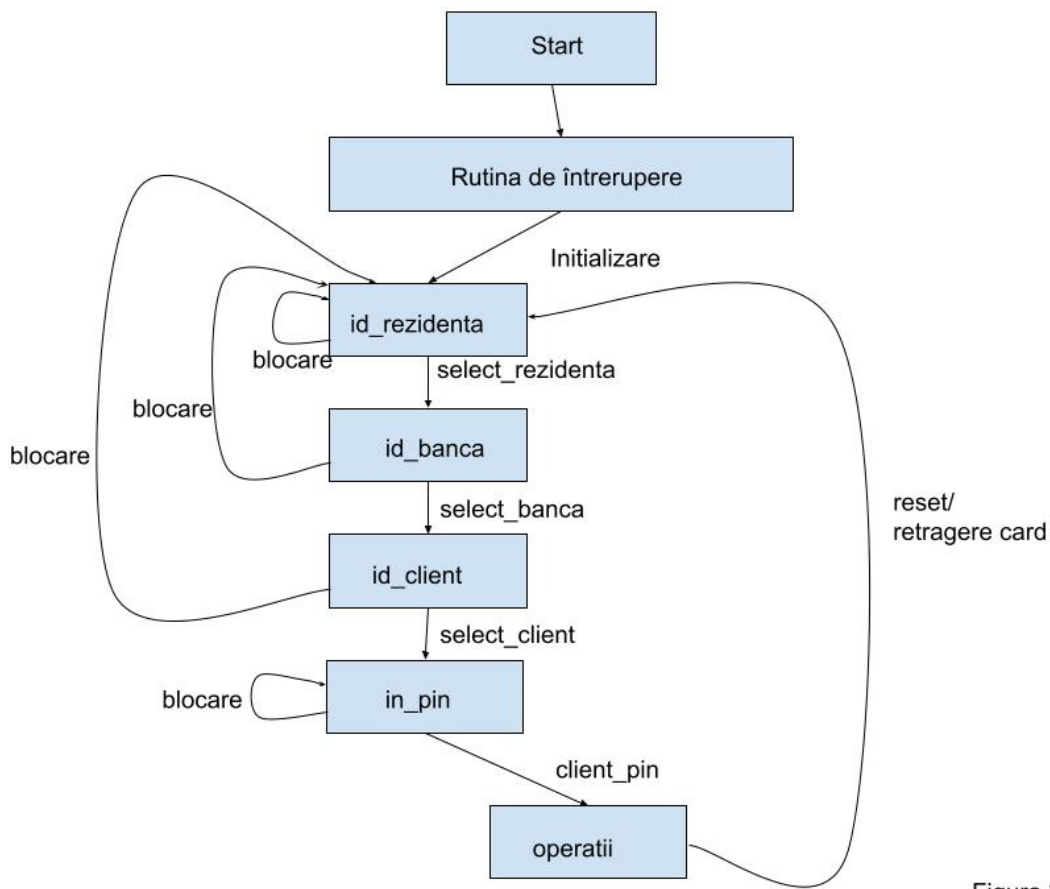 Start
Rutina de întrerupere
Initializare
id_rezidenta
blocare
select_rezidenta
blocare
id_banca
blocare
select_banca
reset/
retragere card
id_client
select_client
blocare
in_pin
client_pin
operatii